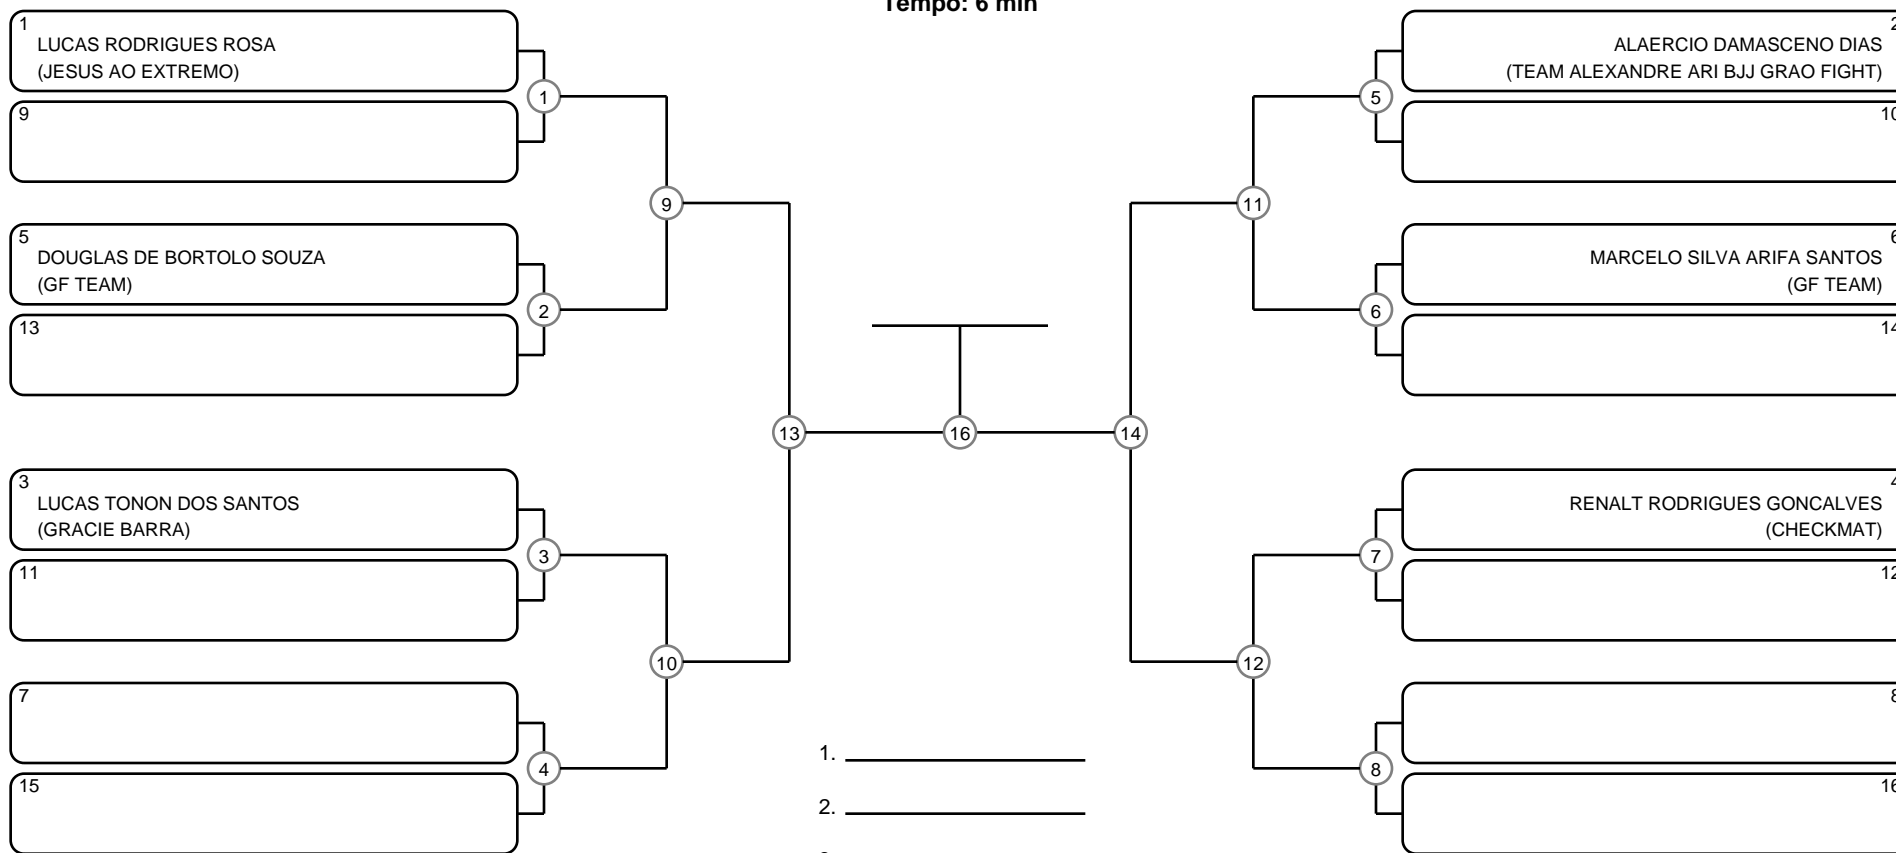 Tempo: 6 min
1
LUCAS RODRIGUES ROSA
(JESUS AO EXTREMO)
9
1
5
DOUGLAS DE BORTOLO SOUZA
(GF TEAM)
13
2
9
3
LUCAS TONON DOS SANTOS
(GRACIE BARRA)
11
3
7
15
4
10
13
16
14
1.
2.
2
ALAERCIO DAMASCENO DIAS
(TEAM ALEXANDRE ARI BJJ GRAO FIGHT)
10
5
6
MARCELO SILVA ARIFA SANTOS
(GF TEAM)
14
6
11
4
RENALT RODRIGUES GONCALVES
(CHECKMAT)
12
7
8
16
8
12